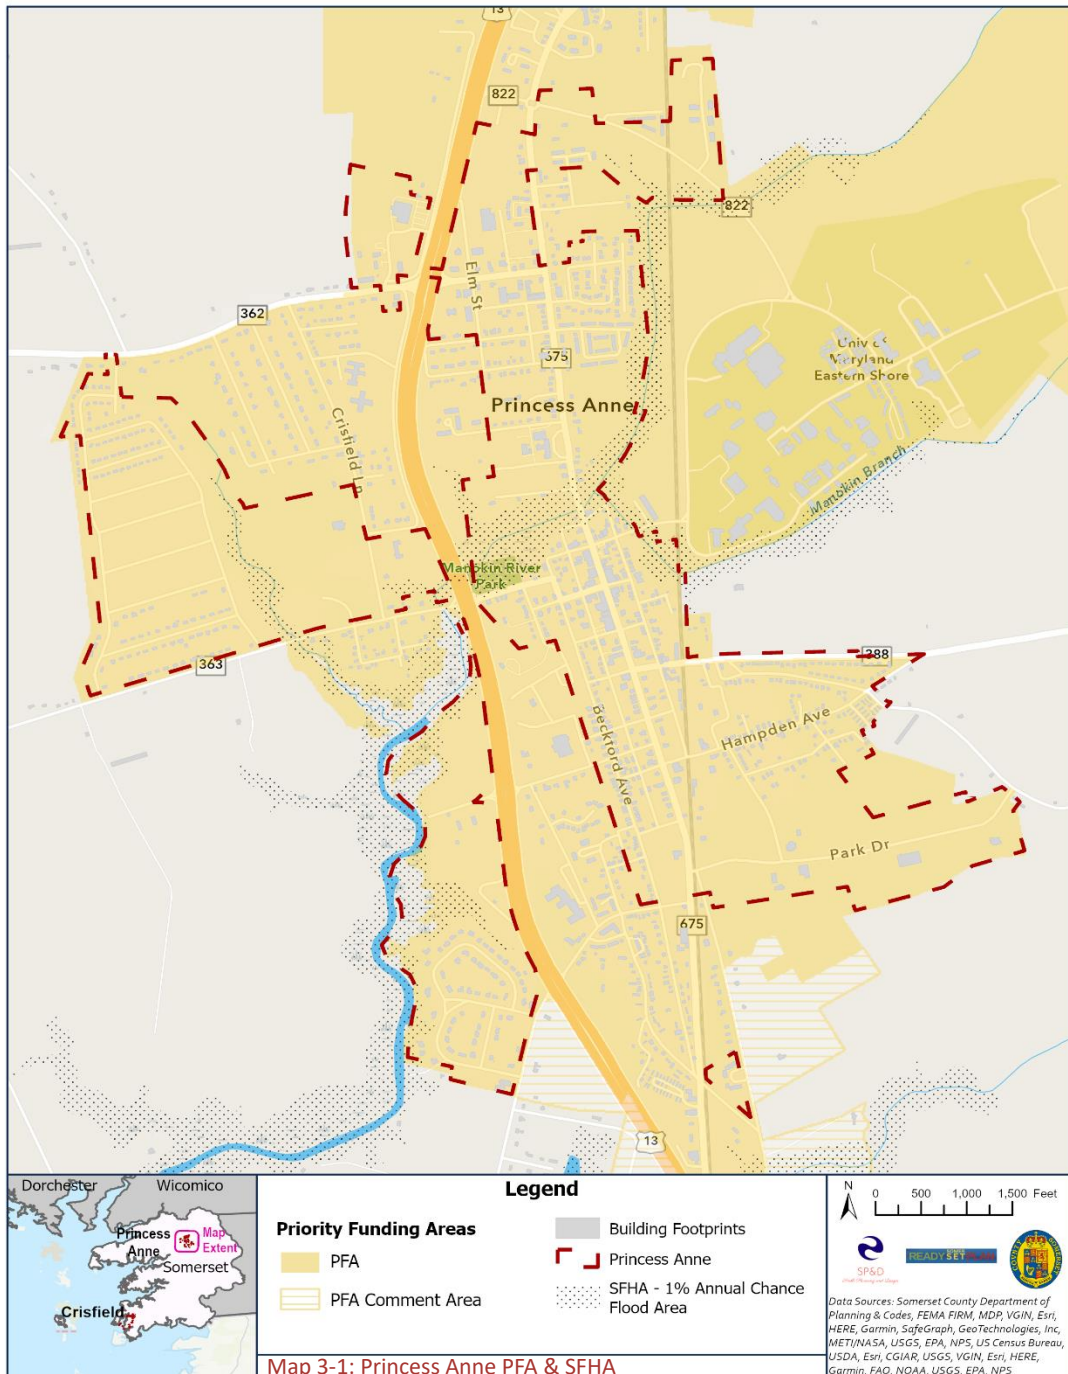 13
822
822
362
Elm St
675
Univ of
Maryland
Eastern Shore
Princess Anne
Crisfield Ln
Manokin Branch
Manokin River
Park
363
388
Beckford Ave
Hampden Ave
Park Dr
675
13
Dorchester
Wicomico
Princess
Anne
Map
Extent
Somerset
Crisfield
Legend
Priority Funding Areas
PFA
PFA Comment Area
Building Footprints
Princess Anne
SFHA - 1% Annual Chance
Flood Area
Map 3-1: Princess Anne PFA & SFHA
N
0 500 1,000 1,500 Feet
SP&D
READY SET
COUNTY SOMERSET
Data Sources: Somerset County Department of
Planning & Codes, FEMA FIRM, MDP, VGIN, Esri,
HERE, Garmin, SafeGraph, GeoTechnologies, Inc,
METI/NASA, USGS, EPA, NPS, US Census Bureau,
USDA, Esri, CGIAR, USGS, VGIN, Esri, HERE,
Garmin, FAO, NOAA, USGS, EPA, NPS